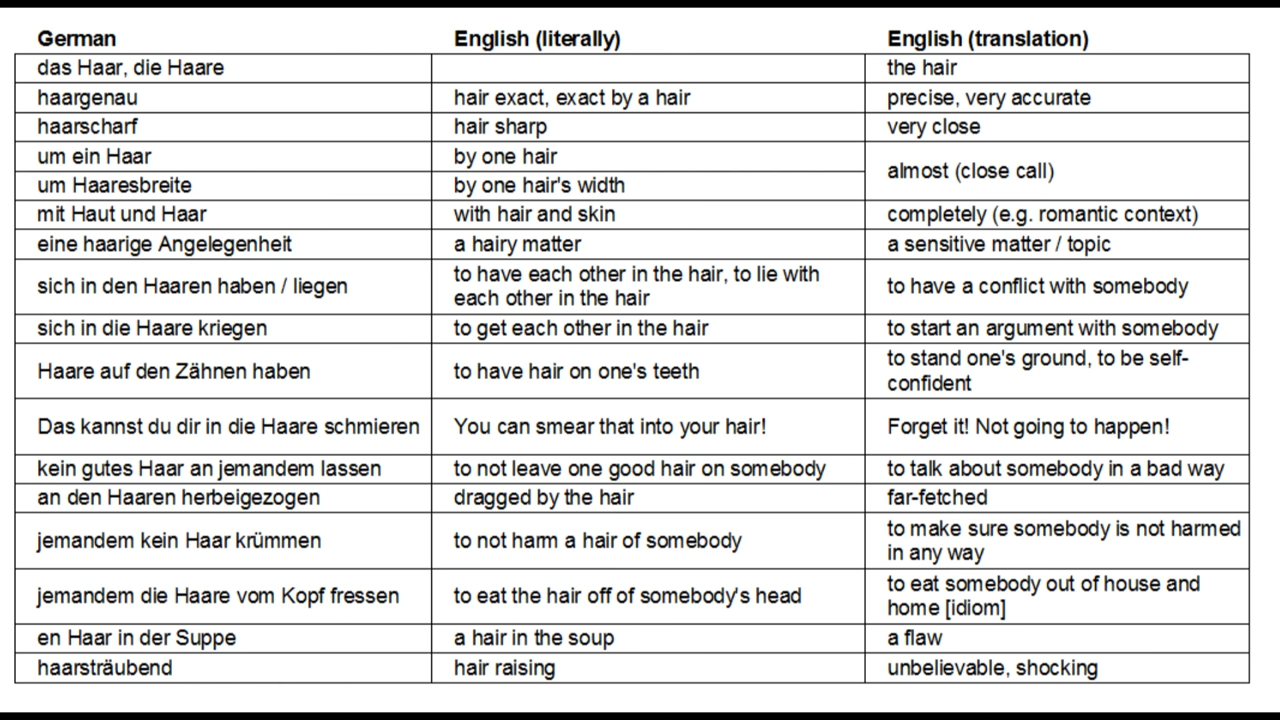 German English (literally) English (translation)
das Haar, die Haare the hair
haargenau hair exact, exact by a hair precise, very accurate
haarscharf hair sharp very close
um ein Haar by one hair
almost (close call)
um Haaresbreite by one hair's width
mit Haut und Haar with hair and skin completely (e.g. romantic context)
eine haarige Angelegenheit a hairy matter a sensitive matter / topic
sich in den Haaren haben / liegen to have each other in the hair, to lie with
each other in the hair to have a conflict with somebody
sich in die Haare kriegen to get each other in the hair to start an argument with somebody
Haare auf den Zähnen haben to have hair on one's teeth to stand one's ground, to be self-
confident
Das kannst du dir in die Haare schmieren You can smear that into your hair! Forget it! Not going to happen!
kein gutes Haar an jemandem lassen to not leave one good hair on somebody to talk about somebody in a bad way
an den Haaren herbeigezogen dragged by the hair far-fetched
jemandem kein Haar krümmen to not harm a hair of somebody to make sure somebody is not harmed
in any way
jemandem die Haare vom Kopf fressen to eat the hair off of somebody's head to eat somebody out of house and
home [idiom]
en Haar in der Suppe a hair in the soup a flaw
haarsträubend hair raising unbelievable, shocking